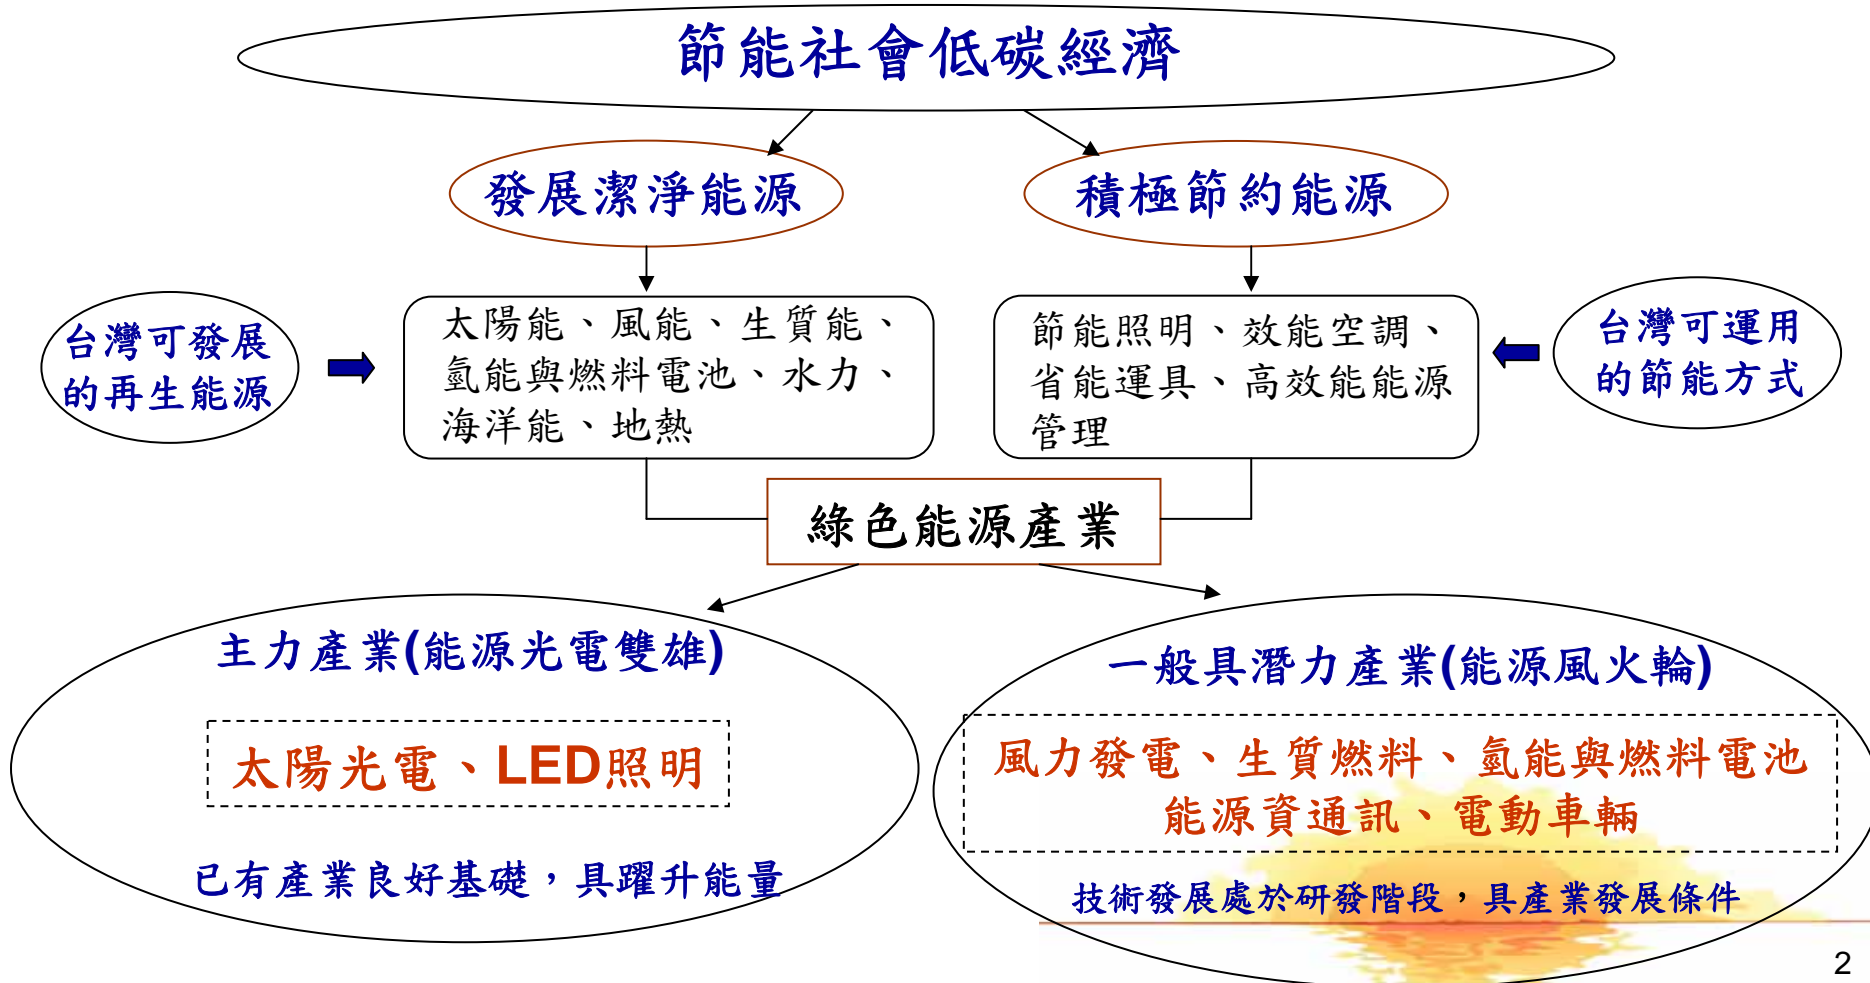 節能社會低碳經濟
發展潔淨能源
積極節約能源
台灣可發展
的再生能源
太陽能、風能、生質能、
氫能與燃料電池、水力、
海洋能、地熱
節能照明、效能空調、
省能運具、高效能能源
管理
台灣可運用
的節能方式
綠色能源產業
主力產業(能源光電雙雄)
太陽光電、LED照明
已有產業良好基礎，具躍升能量
一般具潛力產業(能源風火輪)
風力發電、生質燃料、氫能與燃料電池
能源資通訊、電動車輛
技術發展處於研發階段，具產業發展條件
2